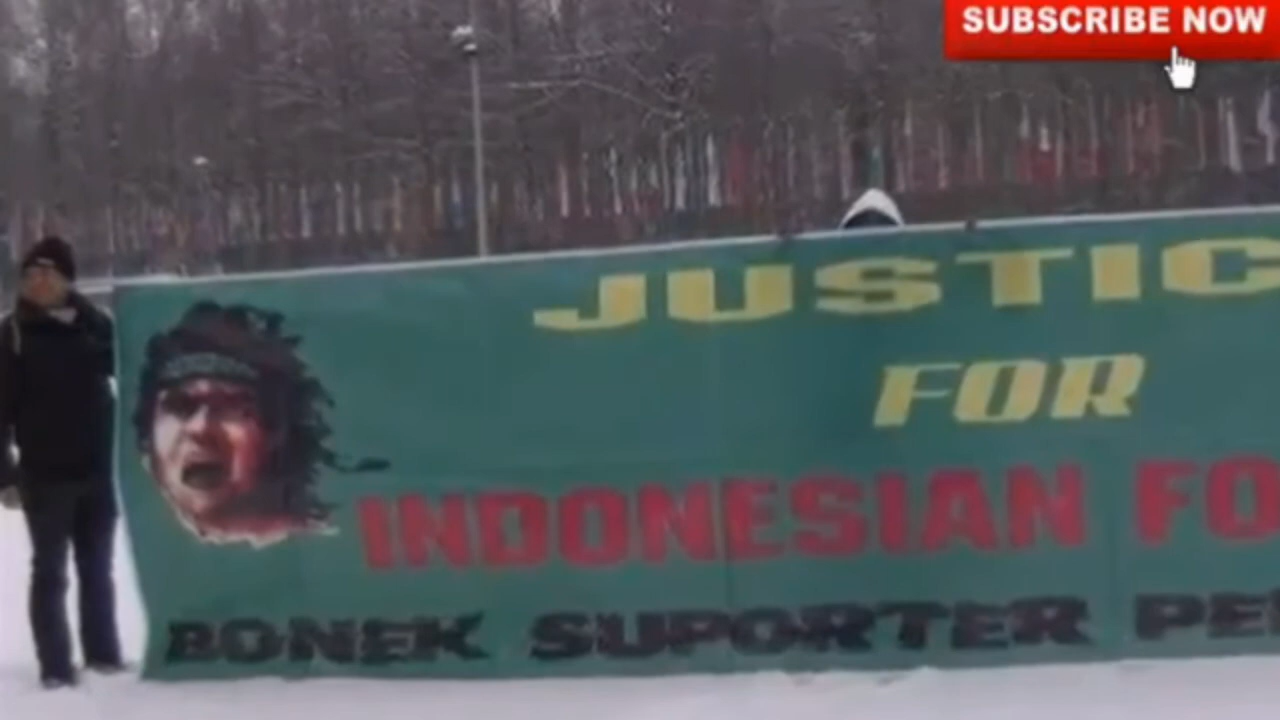 SUBSCRIBE NOW
JUSTIC
FOR
INDONESIAN FO
BONEK SUPORTER PE